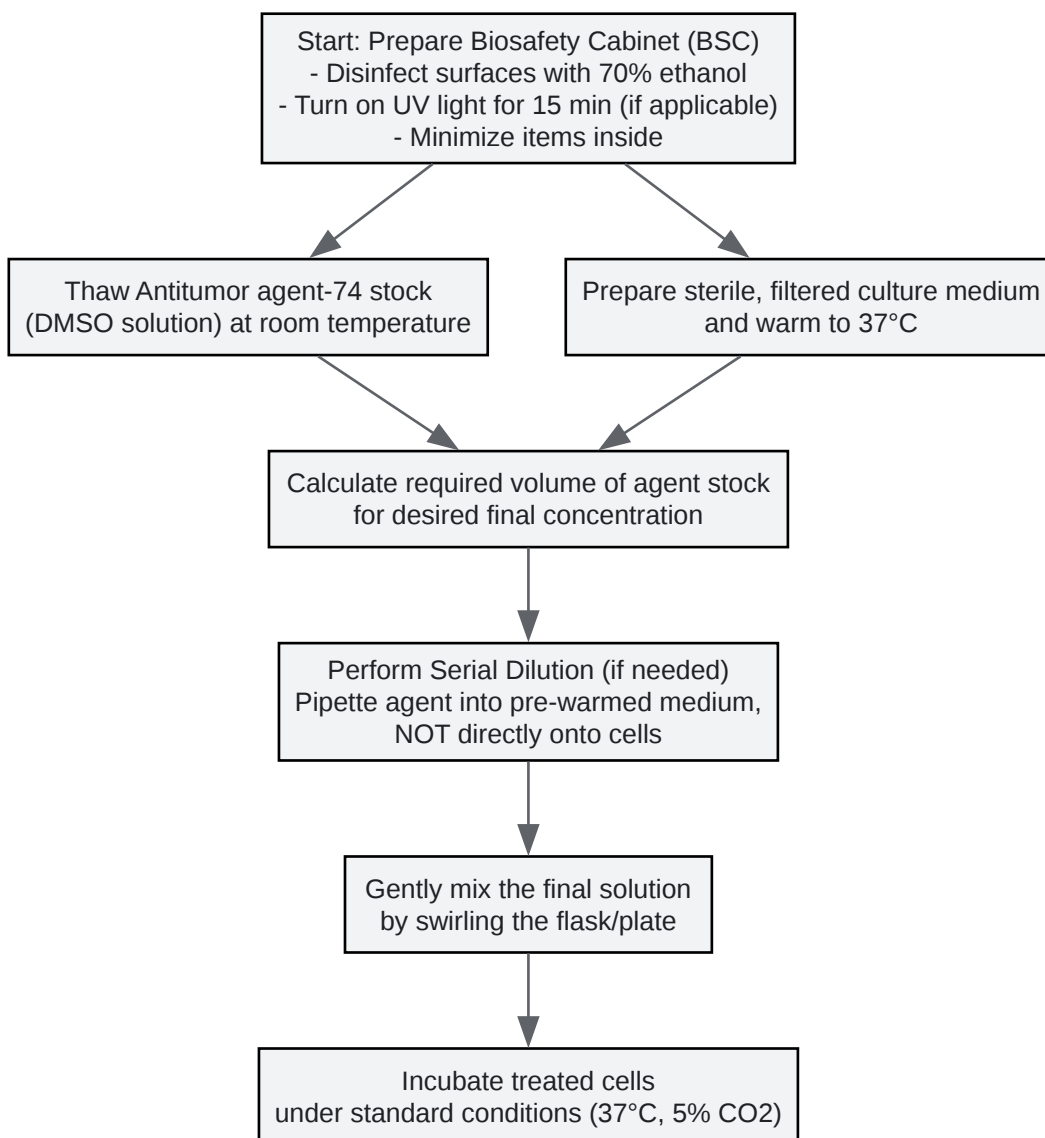 Start: Prepare Biosafety Cabinet (BSC)
- Disinfect surfaces with 70% ethanol
- Turn on UV light for 15 min (if applicable)
- Minimize items inside
Thaw Antitumor agent-74 stock
(DMSO solution) at room temperature
Prepare sterile, filtered culture medium
and warm to 37°C
Calculate required volume of agent stock
for desired final concentration
Perform Serial Dilution (if needed)
Pipette agent into pre-warmed medium,
NOT directly onto cells
Gently mix the final solution
by swirling the flask/plate
Incubate treated cells
under standard conditions (37°C, 5% CO2)